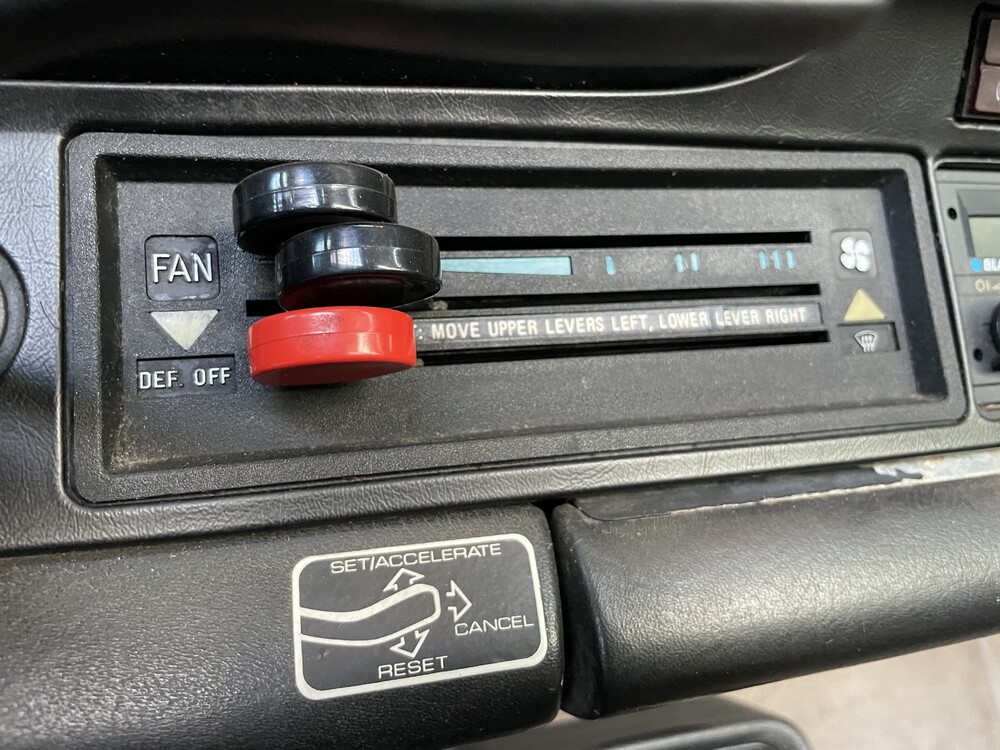 FAN
: MOVE UPPER LEVERS LEFT, LOWER LEVER RIGHT
DEF. OFF
SET/ACCELERATE
CANCEL
RESET